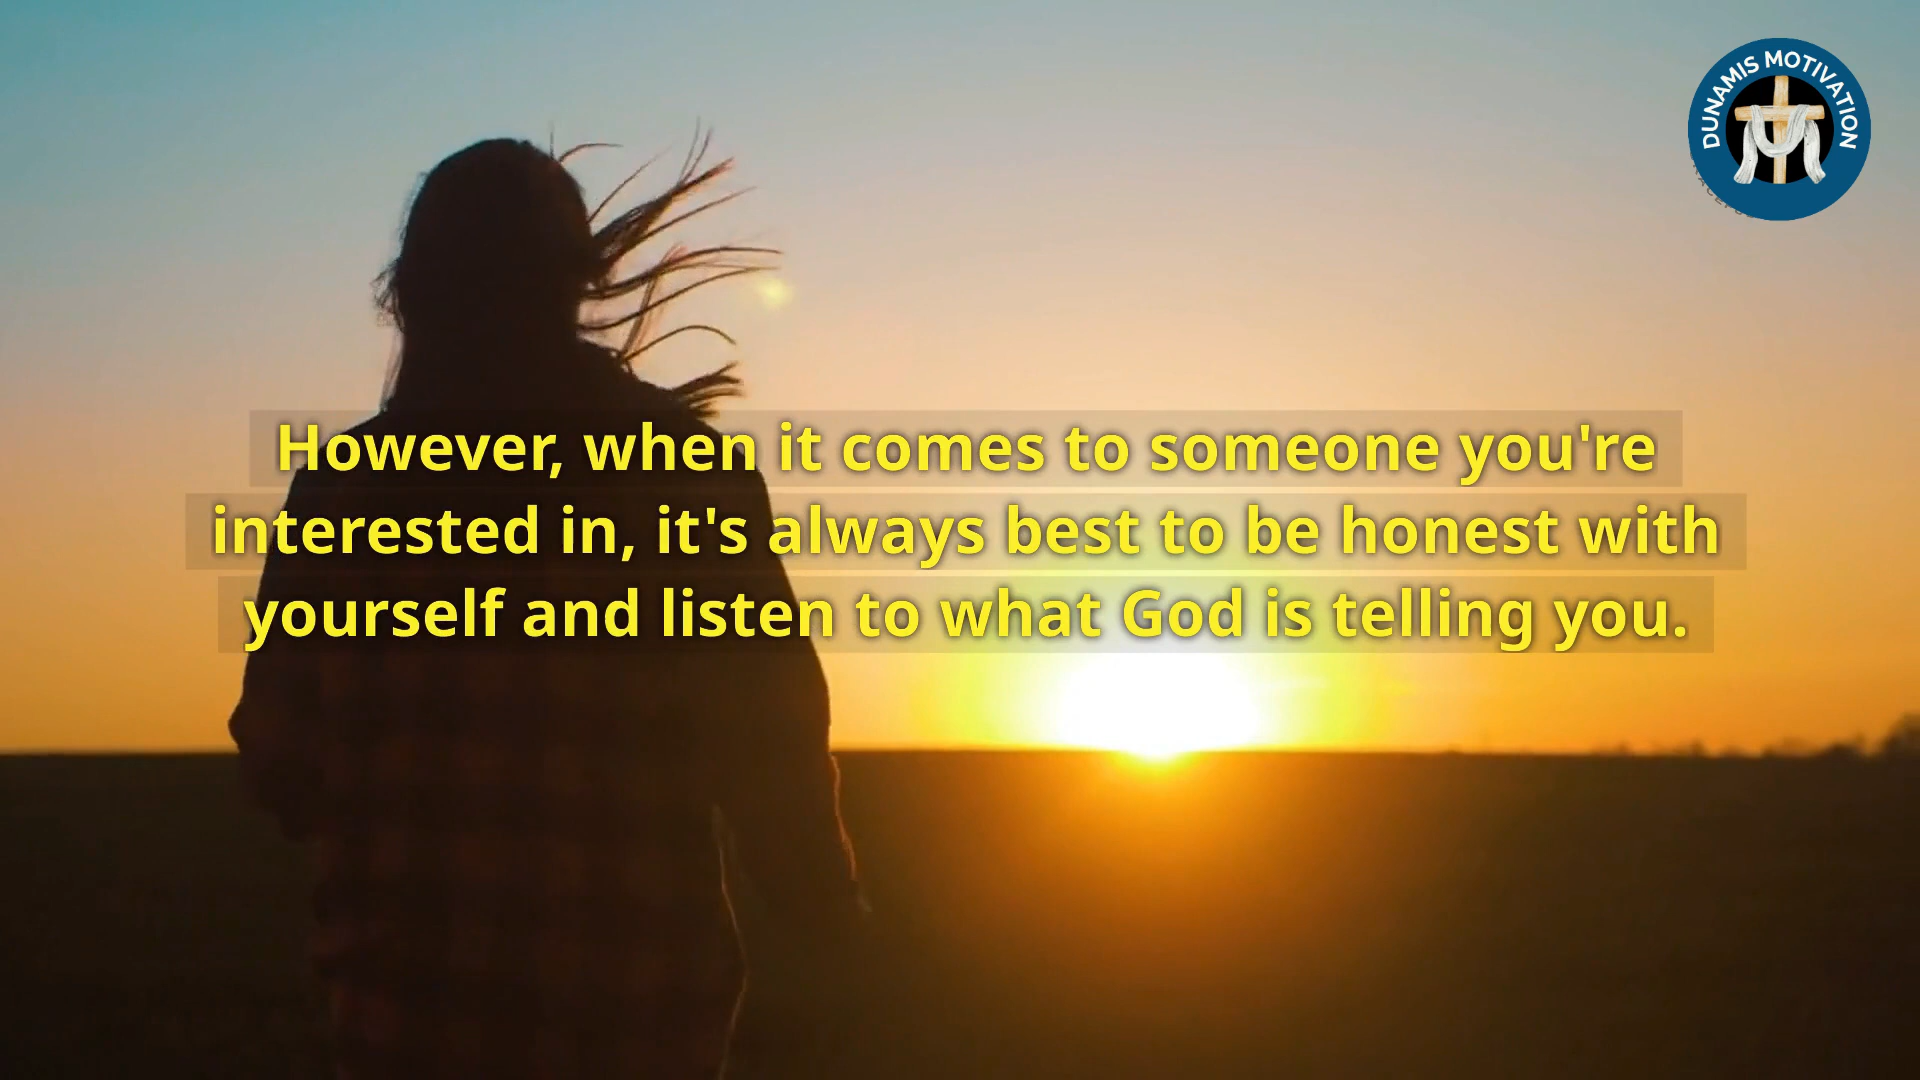 DUNAMIS MOTIVATION
However, when it comes to someone you're
interested in, it's always best to be honest with
yourself and listen to what God is telling you.